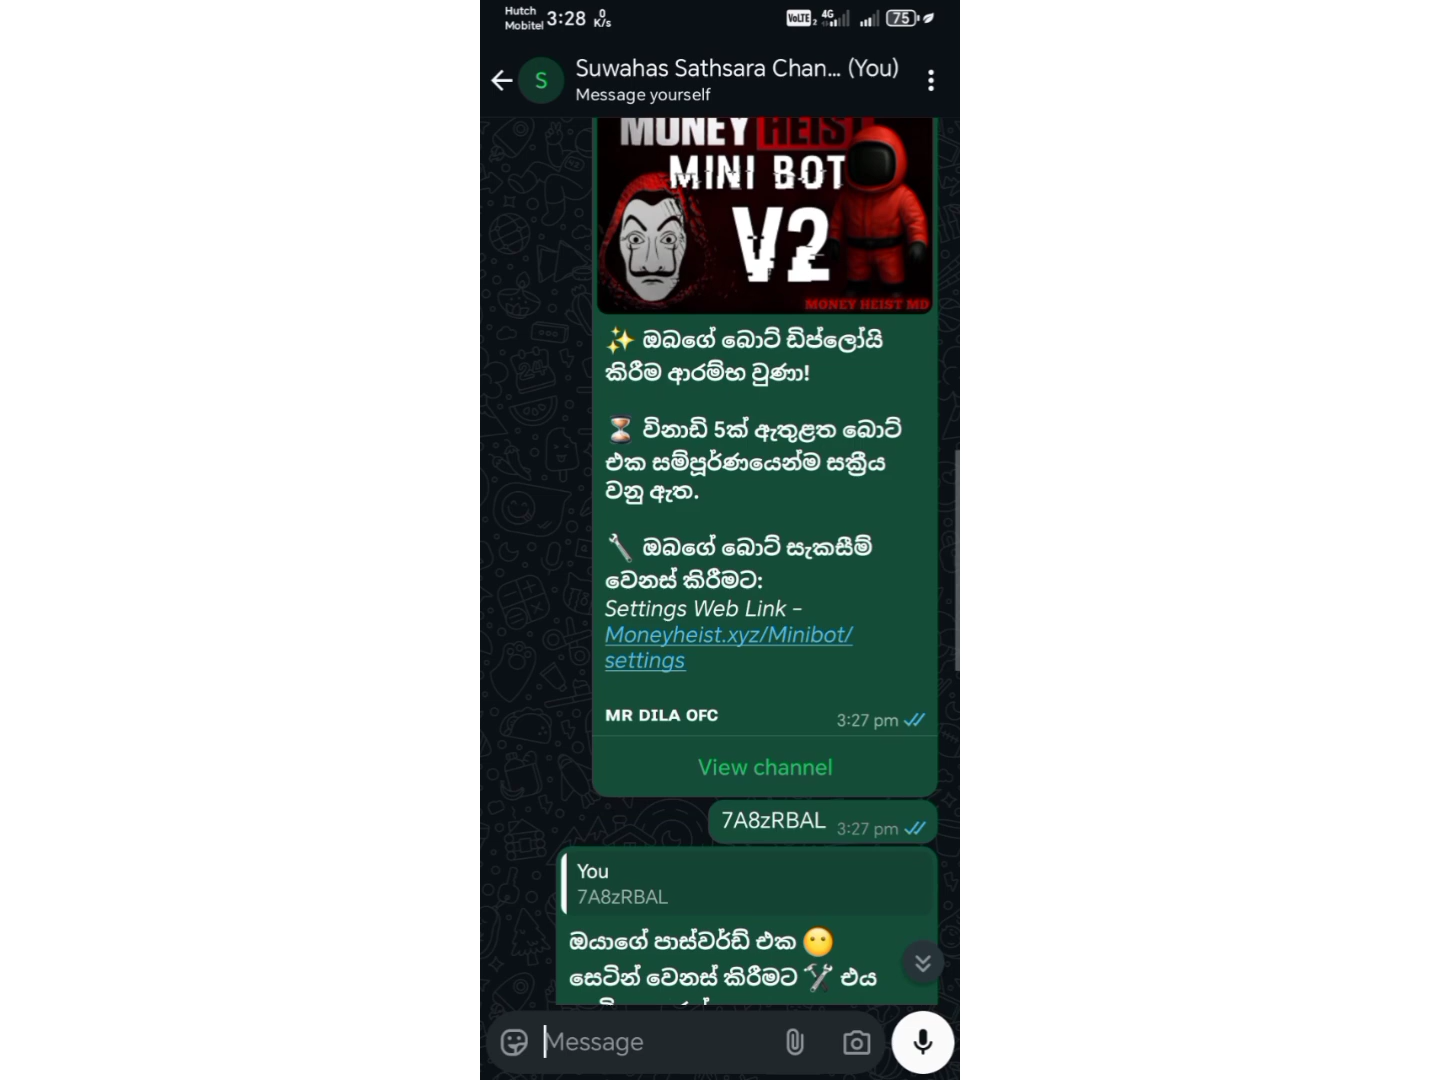 Hutch
Mobitel 3:28 0 K/s VoLTE 2 4G 75
S Suwahas Sathsara Chan... (You)
Message yourself
MONEY HEIST
MINI BOT
V2
MONEY HEIST MD
✨ ඔබගේ බොට් ඩිප්ලෝයි
කිරීම ආරම්භ වුණා!
⏳ විනාඩි 5ක් ඇතුළත බොට්
එක සම්පූර්ණයෙන්ම සක්‍රීය
වනු ඇත.
🔧 ඔබගේ බොට් සැකසීම්
වෙනස් කිරීමට:
Settings Web Link –
Moneyheist.xyz/Minibot/
settings
MR DILA OFC 3:27 pm
View channel
7A8zRBAL 3:27 pm
You
7A8zRBAL
ඔයාගේ පාස්වර්ඩ් එක 😶
සෙටින් වෙනස් කිරීමට 🛠 එය
Message